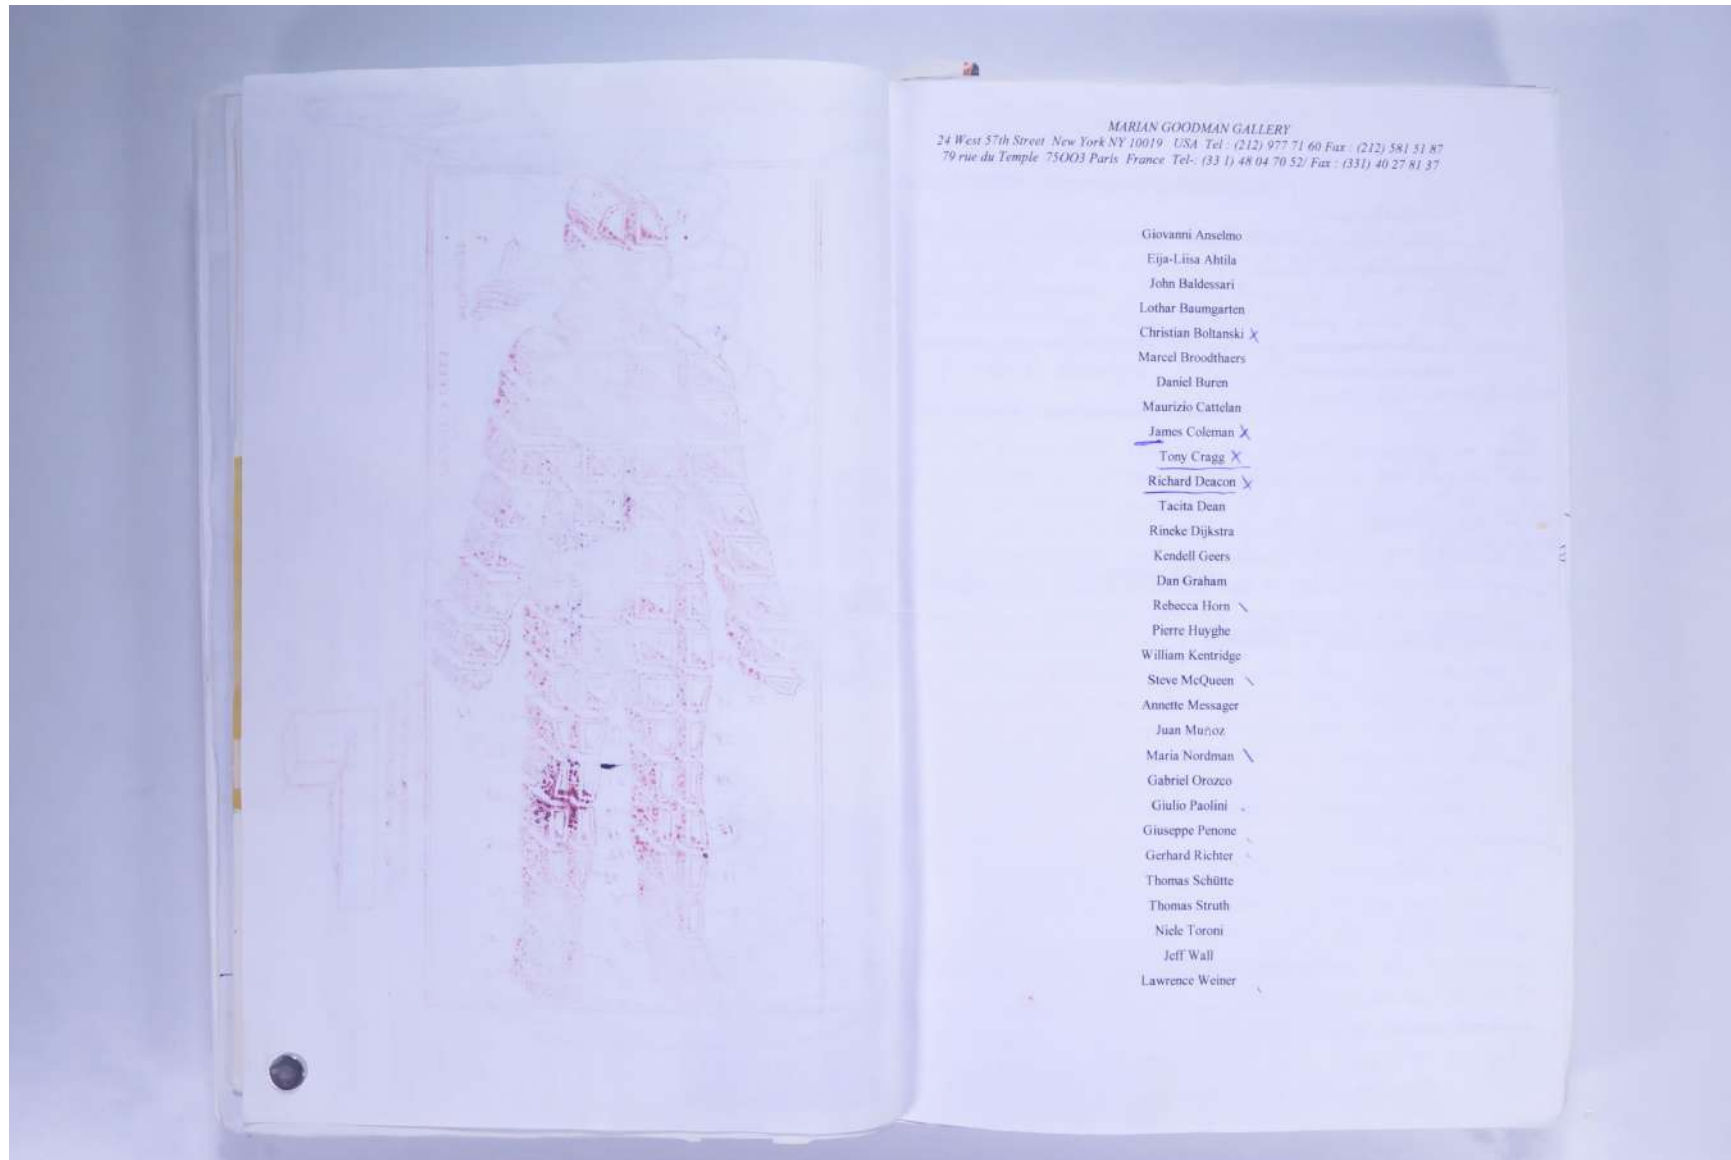 MARIAN GOODMAN GALLERY
24 West 57th Street New York NY 10019 USA Tel : (212) 977 71 60 Fax : (212) 581 51 87
79 rue du Temple 75OO3 Paris France Tel-: (33 1) 48 04 70 52/ Fax : (331) 40 27 81 37
Giovanni Anselmo
Eija-Liisa Ahtila
John Baldessari
Lothar Baumgarten
Christian Boltanski X
Marcel Broodthaers
Daniel Buren
Maurizio Cattelan
James Coleman X
Tony Cragg X
Richard Deacon X
Tacita Dean
Rineke Dijkstra
Kendell Geers
Dan Graham
Rebecca Horn \
Pierre Huyghe
William Kentridge
Steve McQueen \
Annette Messager
Juan Muñoz
Maria Nordman \
Gabriel Orozco
Giulio Paolini
Giuseppe Penone
Gerhard Richter
Thomas Schütte
Thomas Struth
Niele Toroni
Jeff Wall
Lawrence Weiner